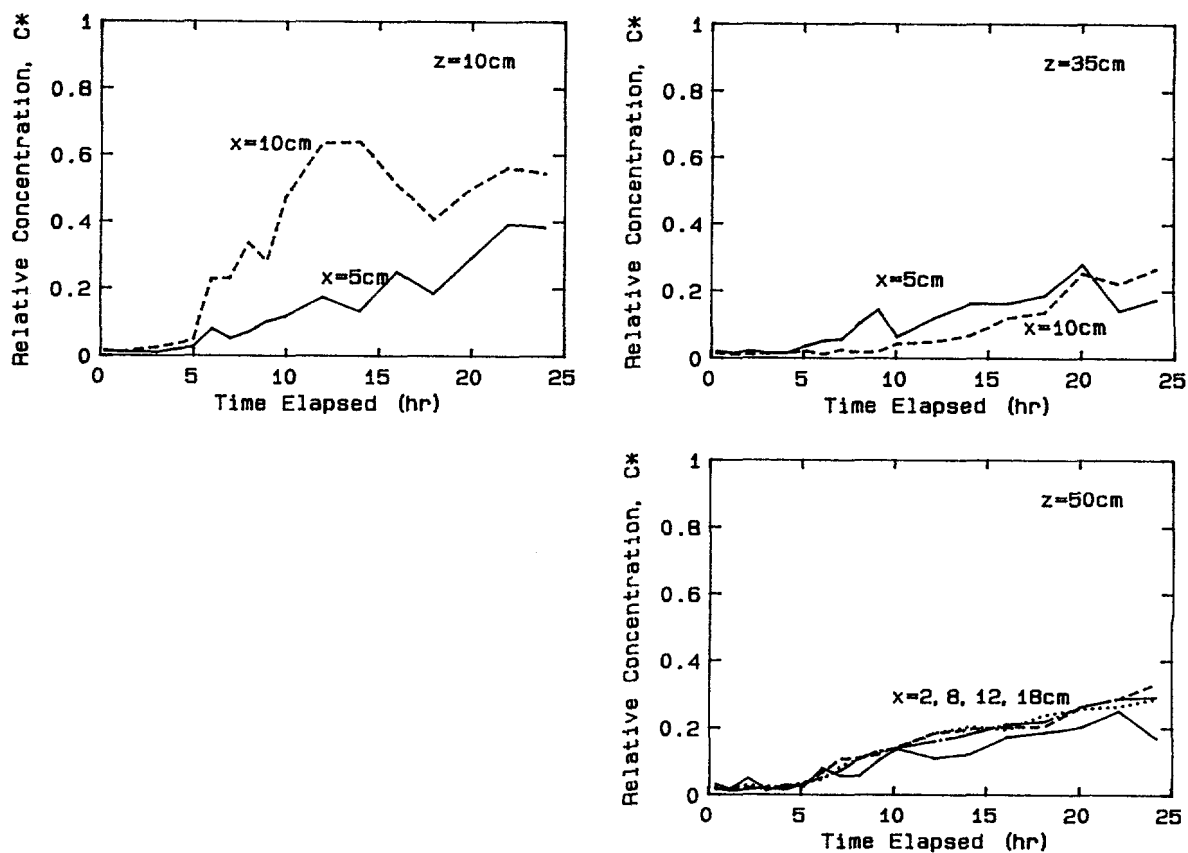 Relative Concentration, C*
1
0.8
0.6
0.4
0.2
0
z=10cm
x=10cm
x=5cm
0 5 10 15 20 25
Time Elapsed (hr)
Relative Concentration, C*
1
0.8
0.6
0.4
0.2
0
z=35cm
x=5cm
x=10cm
0 5 10 15 20 25
Time Elapsed (hr)
Relative Concentration, C*
1
0.8
0.6
0.4
0.2
0
z=50cm
x=2, 8, 12, 18cm
0 5 10 15 20 25
Time Elapsed (hr)